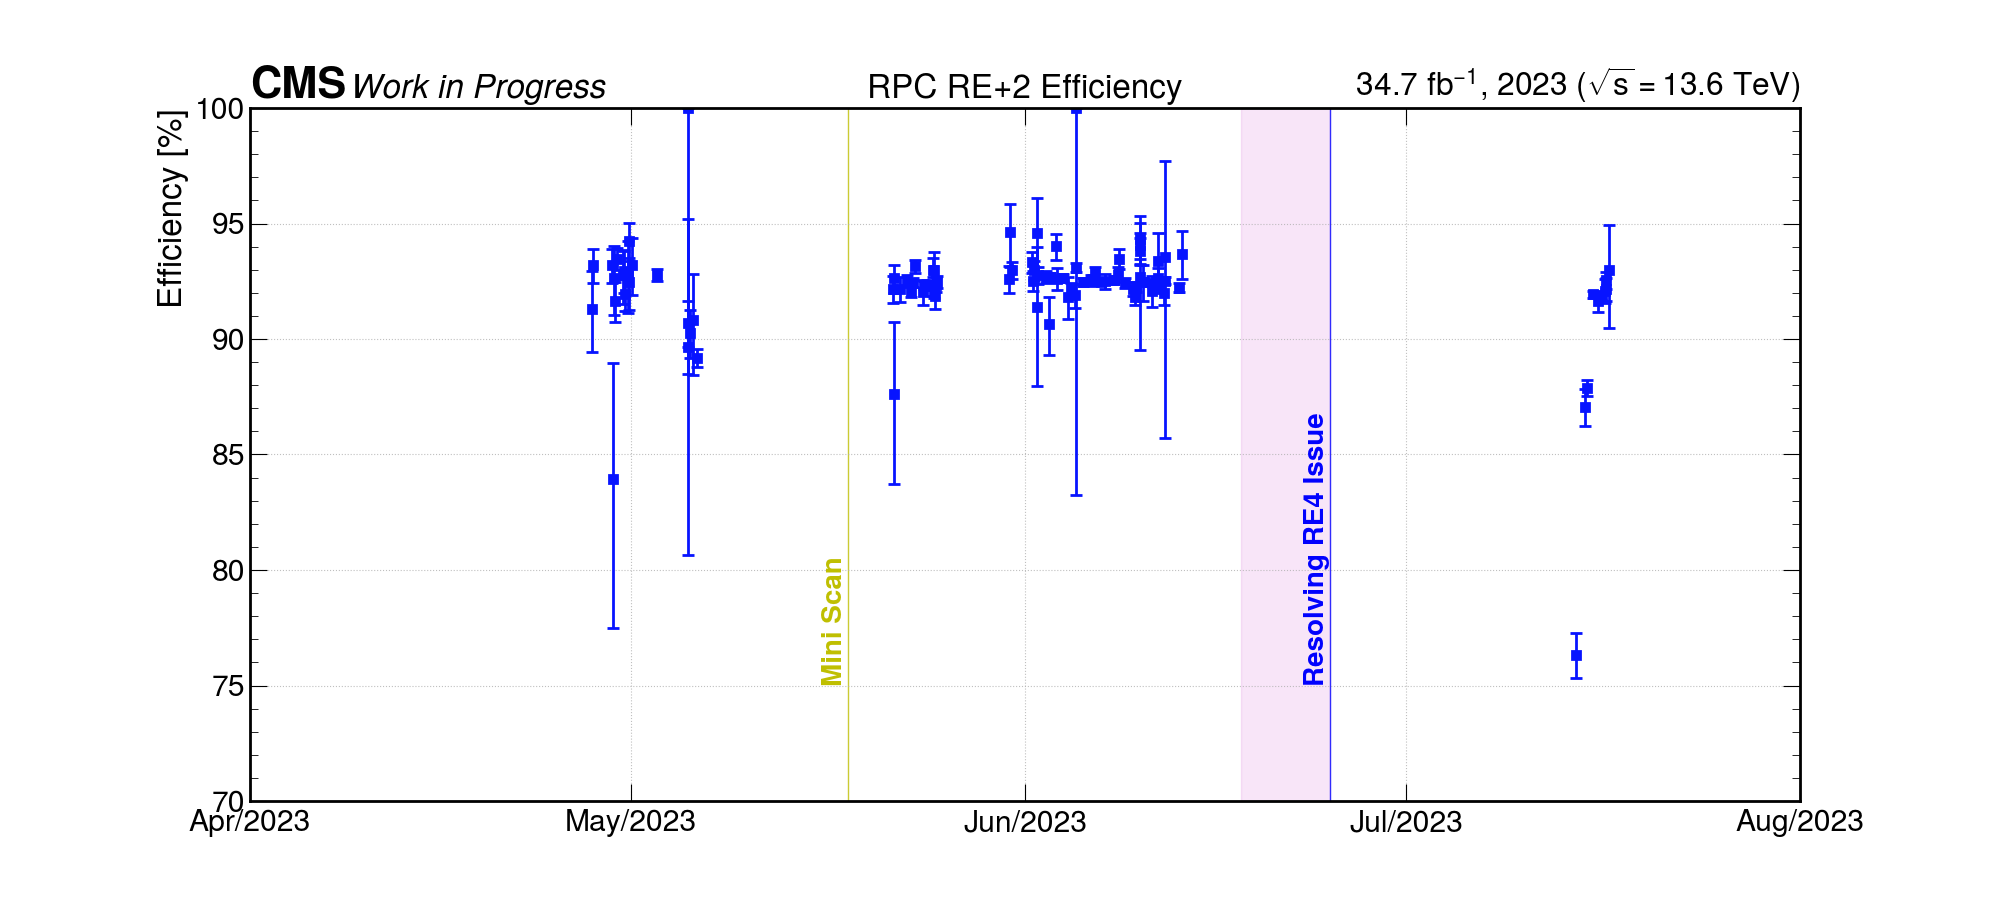 CMS Work in Progress RPC RE+2 Efficiency 34.7 fb⁻¹, 2023 (√s = 13.6 TeV)
Efficiency [%]
100
95
90
85
80
75
70
Mini Scan
Resolving RE4 Issue
Apr/2023 May/2023 Jun/2023 Jul/2023 Aug/2023